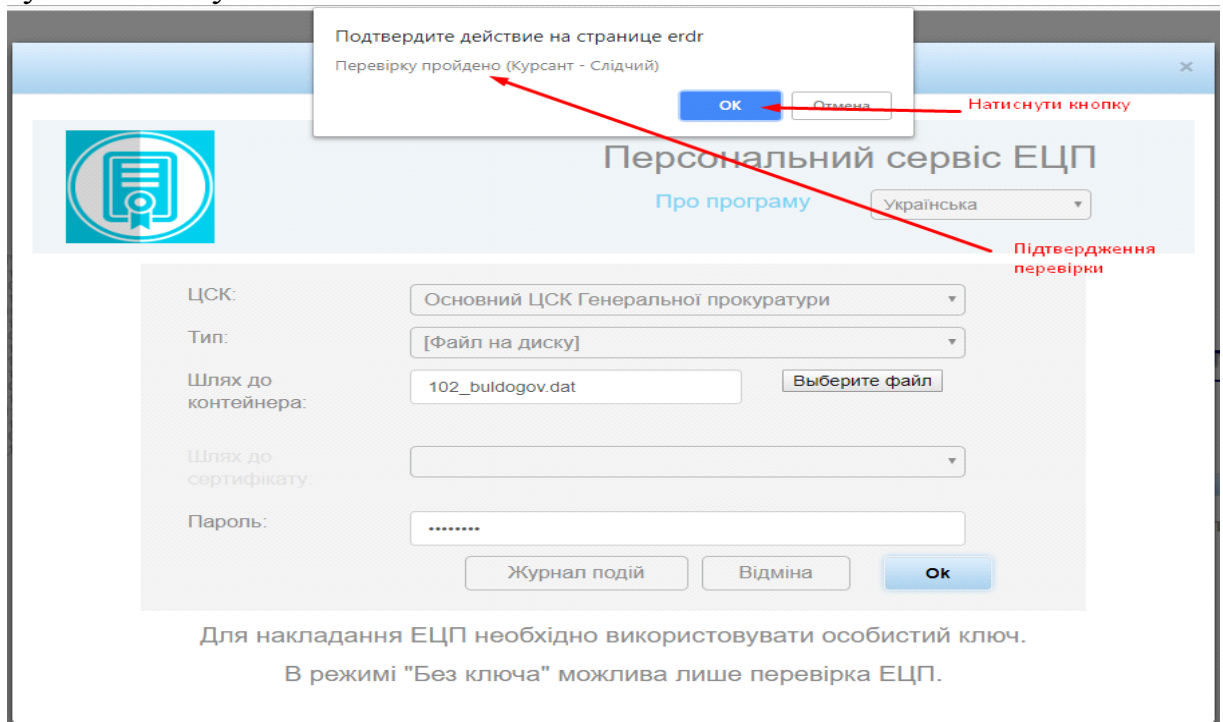 Подтвердите действие на странице erdr
Перевірку пройдено (Курсант - Слідчий)
ОК
Отмена
Натиснути кнопку
×
Персональний сервіс ЕЦП
Про програму
Українська
Підтвердження
перевірки
ЦСК:
Основний ЦСК Генеральної прокуратури
Тип:
[Файл на диску]
Шлях до
контейнера:
102_buldogov.dat
Выберите файл
Шлях до
сертифікату:
Пароль:
••••••••
Журнал подій
Відміна
Ok
Для накладання ЕЦП необхідно використовувати особистий ключ.
В режимі "Без ключа" можлива лише перевірка ЕЦП.